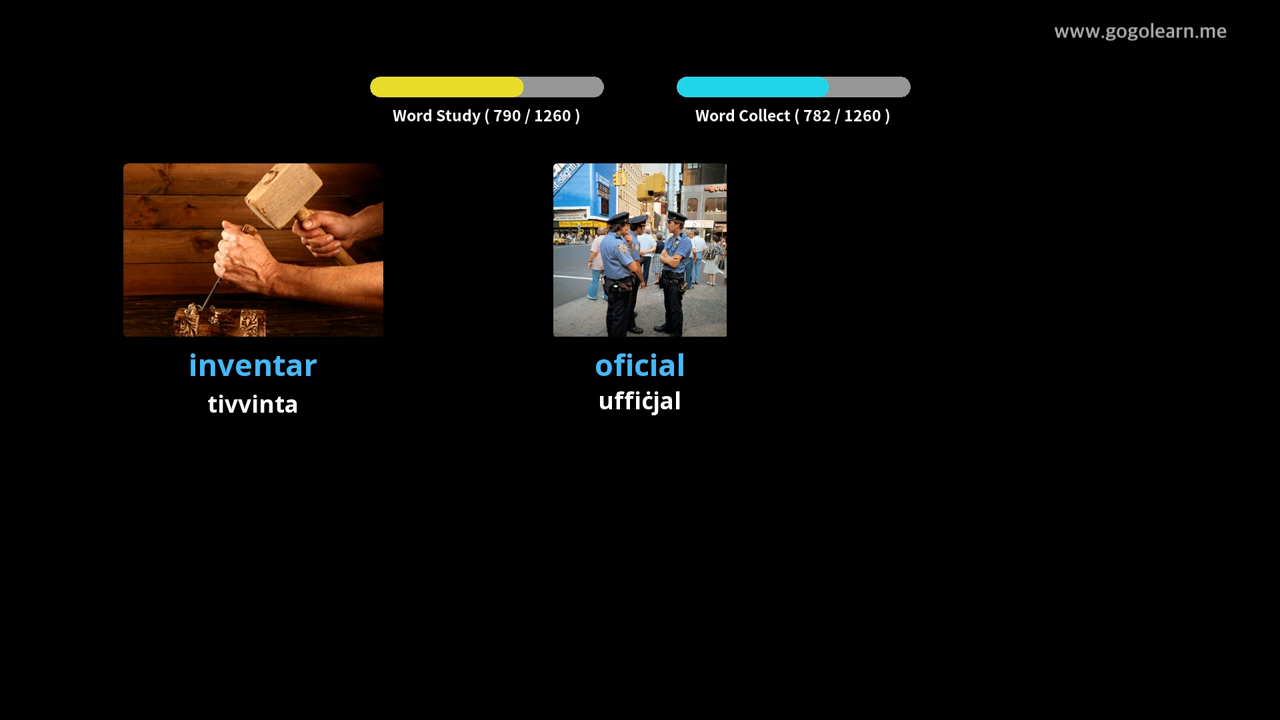 www.gogolearn.me
Word Study ( 790 / 1260 )
Word Collect ( 782 / 1260 )
inventar
tivvinta
oficial
uffiċjal